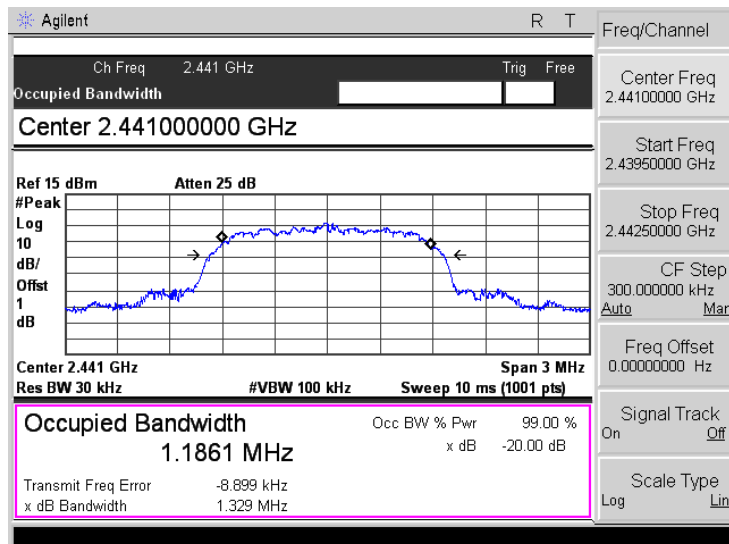 Agilent
R T
Ch Freq 2.441 GHz Trig Free
Occupied Bandwidth
Center 2.441000000 GHz
Ref 15 dBm Atten 25 dB
#Peak
Log
10
dB/
Offst
1
dB
Center 2.441 GHz Span 3 MHz
Res BW 30 kHz #VBW 100 kHz Sweep 10 ms (1001 pts)
Occupied Bandwidth
1.1861 MHz
Occ BW % Pwr 99.00 %
x dB -20.00 dB
Transmit Freq Error -8.899 kHz
x dB Bandwidth 1.329 MHz
Freq/Channel
Center Freq
2.44100000 GHz
Start Freq
2.43950000 GHz
Stop Freq
2.44250000 GHz
CF Step
300.000000 kHz
Auto Man
Freq Offset
0.00000000 Hz
Signal Track
On Off
Scale Type
Log Lin